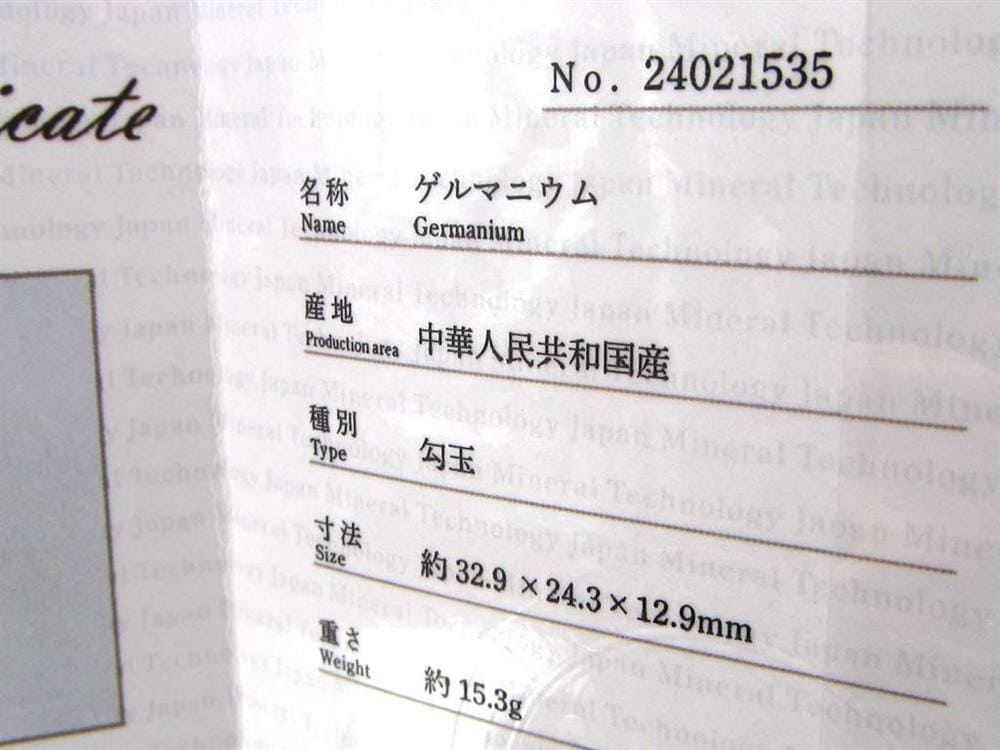 icate
No. 24021535
名称
Name
ゲルマニウム
Germanium
産地
Production area
中華人民共和国産
種別
Type
勾玉
寸法
Size
約 32.9 × 24.3 × 12.9mm
重さ
Weight
約 15.3g